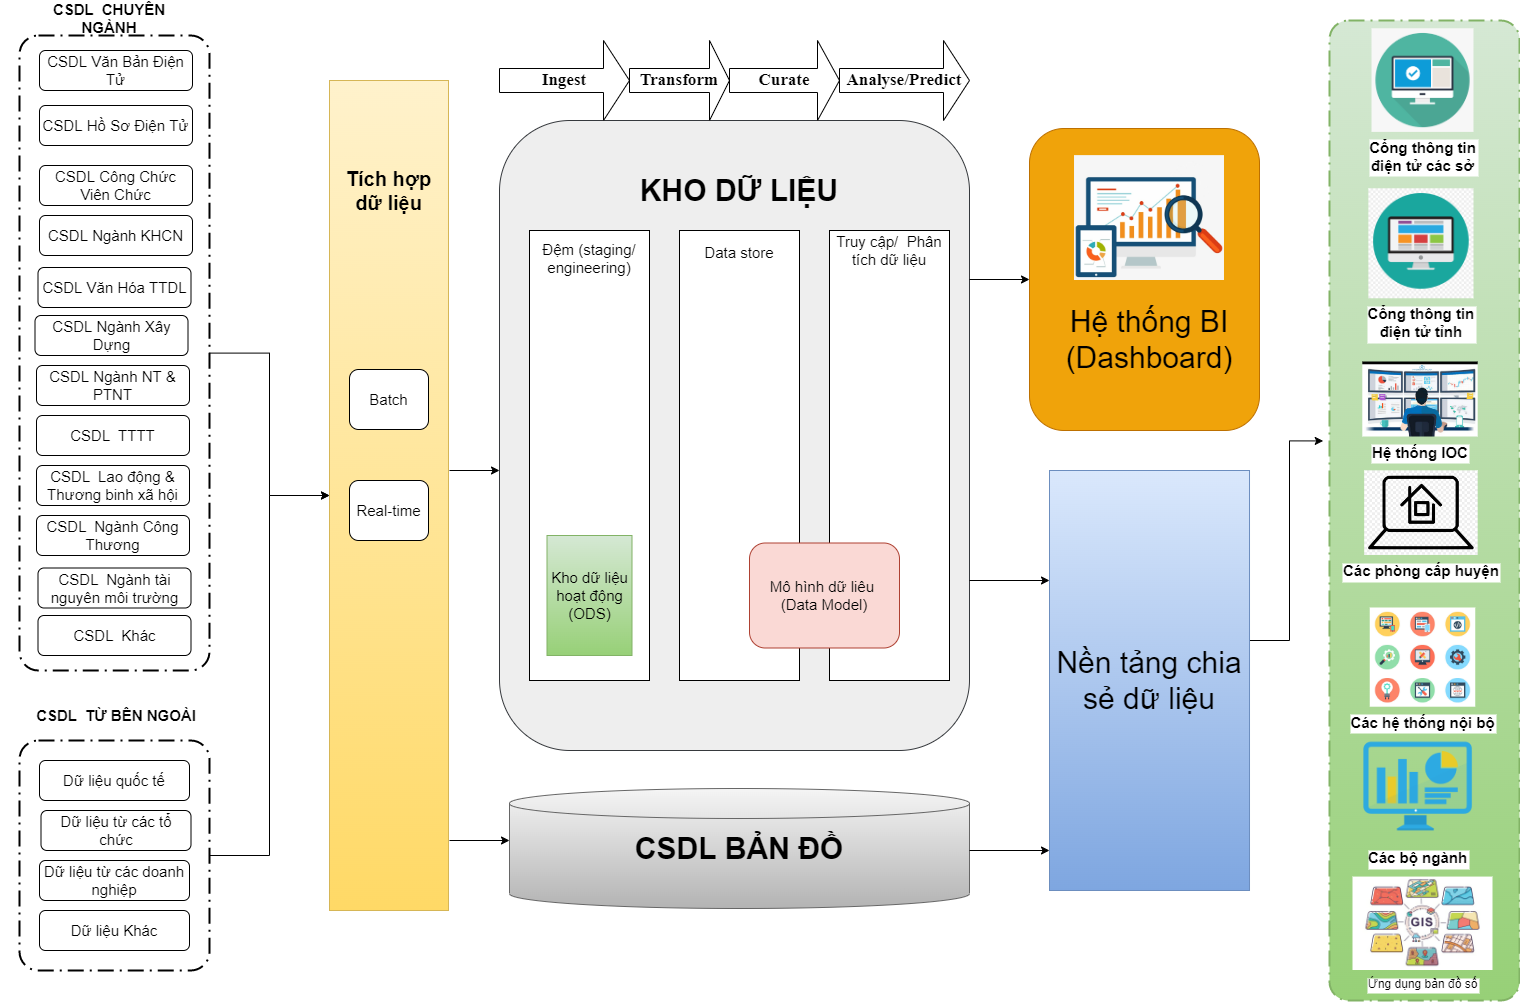 CSDL CHUYÊN
NGÀNH
CSDL Văn Bản Điện
Tử
CSDL Hồ Sơ Điện Tử
CSDL Công Chức
Viên Chức
CSDL Ngành KHCN
CSDL Văn Hóa TTDL
CSDL Ngành Xây
Dựng
CSDL Ngành NT &
PTNT
CSDL TTTT
CSDL Lao động &
Thương binh xã hội
CSDL Ngành Công
Thương
CSDL Ngành tài
nguyên môi trường
CSDL Khác
CSDL TỪ BÊN NGOÀI
Dữ liệu quốc tế
Dữ liệu từ các tổ
chức
Dữ liệu từ các doanh
nghiệp
Dữ liệu Khác
Tích hợp
dữ liệu
Batch
Real-time
Ingest
Transform
Curate
Analyse/Predict
KHO DỮ LIỆU
Đệm (staging/
engineering)
Data store
Truy cập/ Phân
tích dữ liệu
Kho dữ liệu
hoạt động
(ODS)
Mô hình dữ liêu
(Data Model)
CSDL BẢN ĐỒ
Hệ thống BI
(Dashboard)
Nền tảng chia
sẻ dữ liệu
Cổng thông tin
điện tử các sở
Cổng thông tin
điện tử tỉnh
Hệ thống IOC
Các phòng cấp huyện
Các hệ thống nội bộ
Các bộ ngành
GIS
Ứng dụng bản đồ số